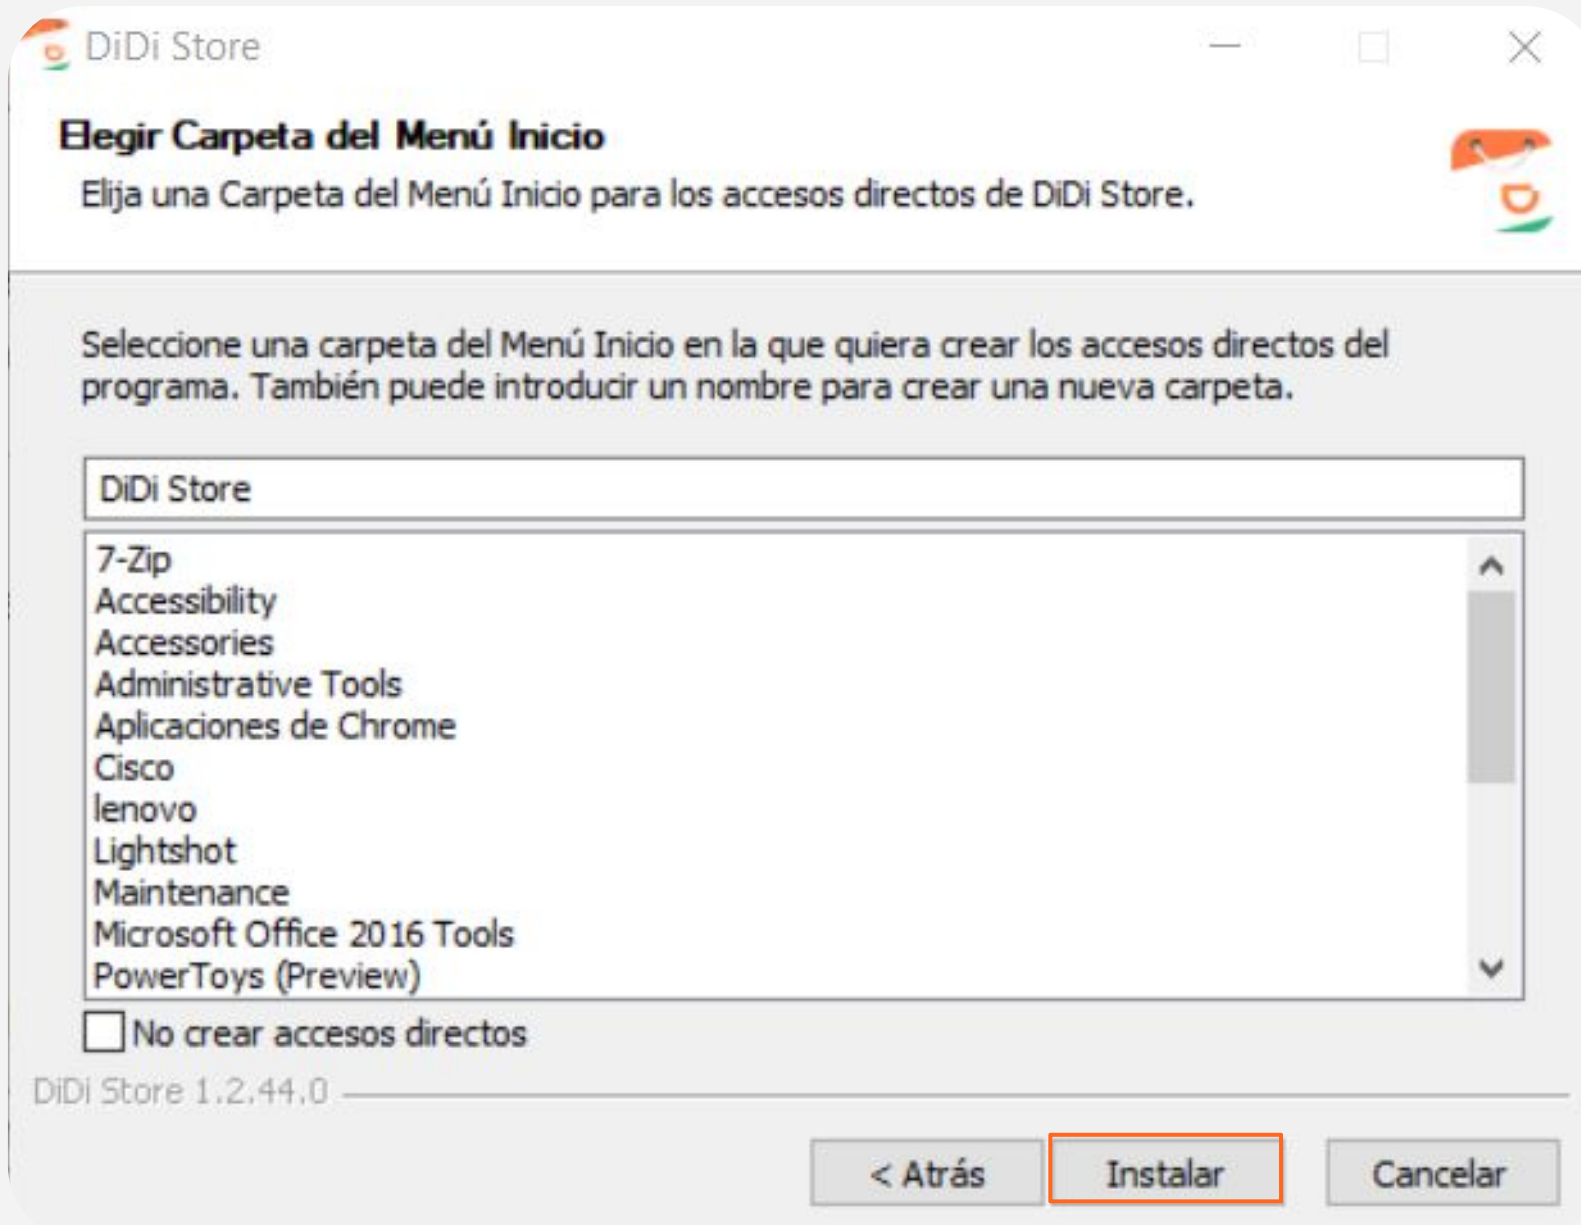 DiDi Store
Elegir Carpeta del Menú Inicio
Elija una Carpeta del Menú Inicio para los accesos directos de DiDi Store.
Seleccione una carpeta del Menú Inicio en la que quiera crear los accesos directos del
programa. También puede introducir un nombre para crear una nueva carpeta.
DiDi Store
7-Zip
Accessibility
Accessories
Administrative Tools
Aplicaciones de Chrome
Cisco
lenovo
Lightshot
Maintenance
Microsoft Office 2016 Tools
PowerToys (Preview)
No crear accesos directos
DiDi Store 1.2.44.0
< Atrás Instalar Cancelar